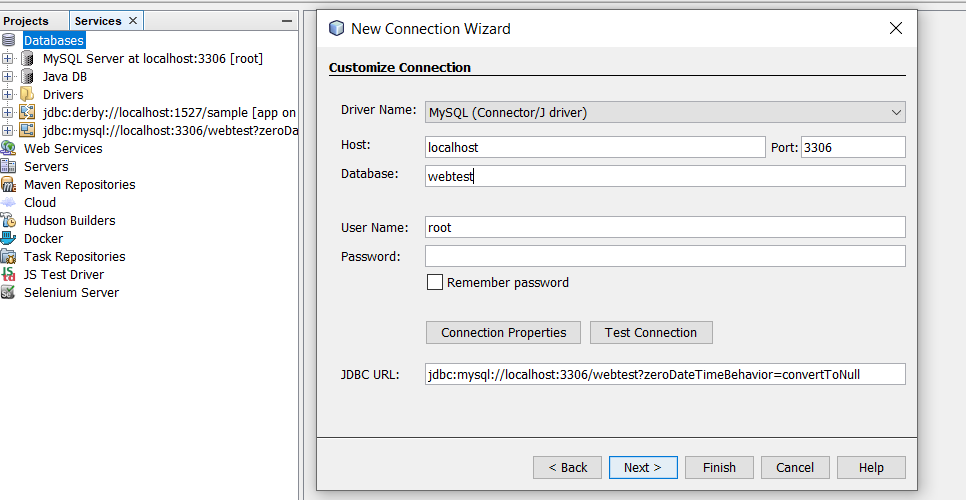 Projects
Services
Databases
MySQL Server at localhost:3306 [root]
Java DB
Drivers
jdbc:derby://localhost:1527/sample [app on
jdbc:mysql://localhost:3306/webtest?zeroDa
Web Services
Servers
Maven Repositories
Cloud
Hudson Builders
Docker
Task Repositories
JS Test Driver
Selenium Server
New Connection Wizard
Customize Connection
Driver Name: MySQL (Connector/J driver)
Host: localhost Port: 3306
Database: webtest
User Name: root
Password:
Remember password
Connection Properties Test Connection
JDBC URL: jdbc:mysql://localhost:3306/webtest?zeroDateTimeBehavior=convertToNull
< Back Next > Finish Cancel Help